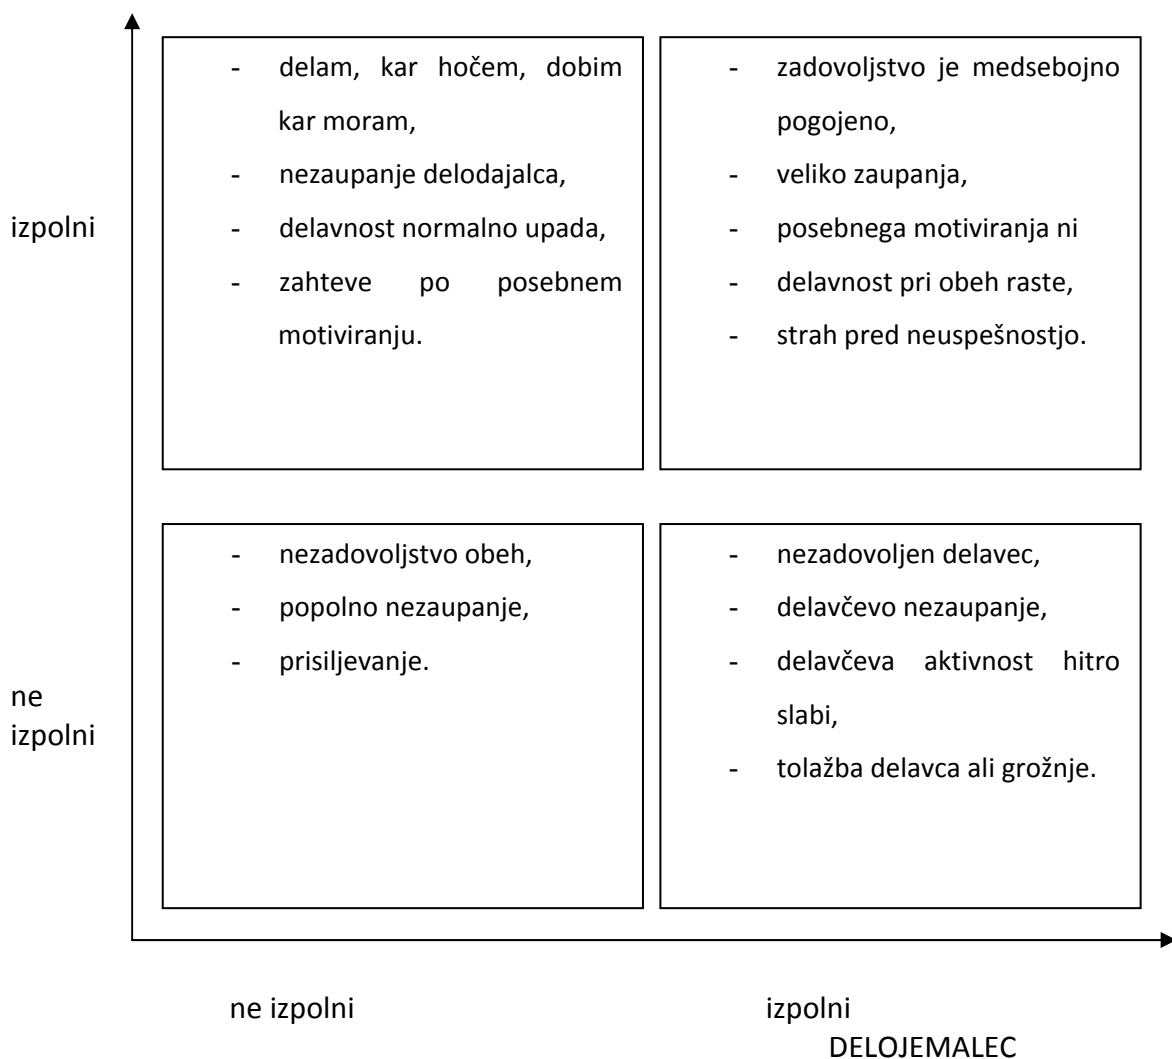 - delam, kar hočem, dobim
kar moram,
- nezaupanje delodajalca,
- delavnost normalno upada,
- zahteve po posebnem
motiviranju.
- zadovoljstvo je medsebojno
pogojeno,
- veliko zaupanja,
- posebnega motiviranja ni
- delavnost pri obeh raste,
- strah pred neuspešnostjo.
izpolni
- nezadovoljstvo obeh,
- popolno nezaupanje,
- prisiljevanje.
- nezadovoljen delavec,
- delavčevo nezaupanje,
- delavčeva aktivnost hitro
slabi,
- tolažba delavca ali grožnje.
ne
izpolni
ne izpolni
izpolni
DELOJEMALEC